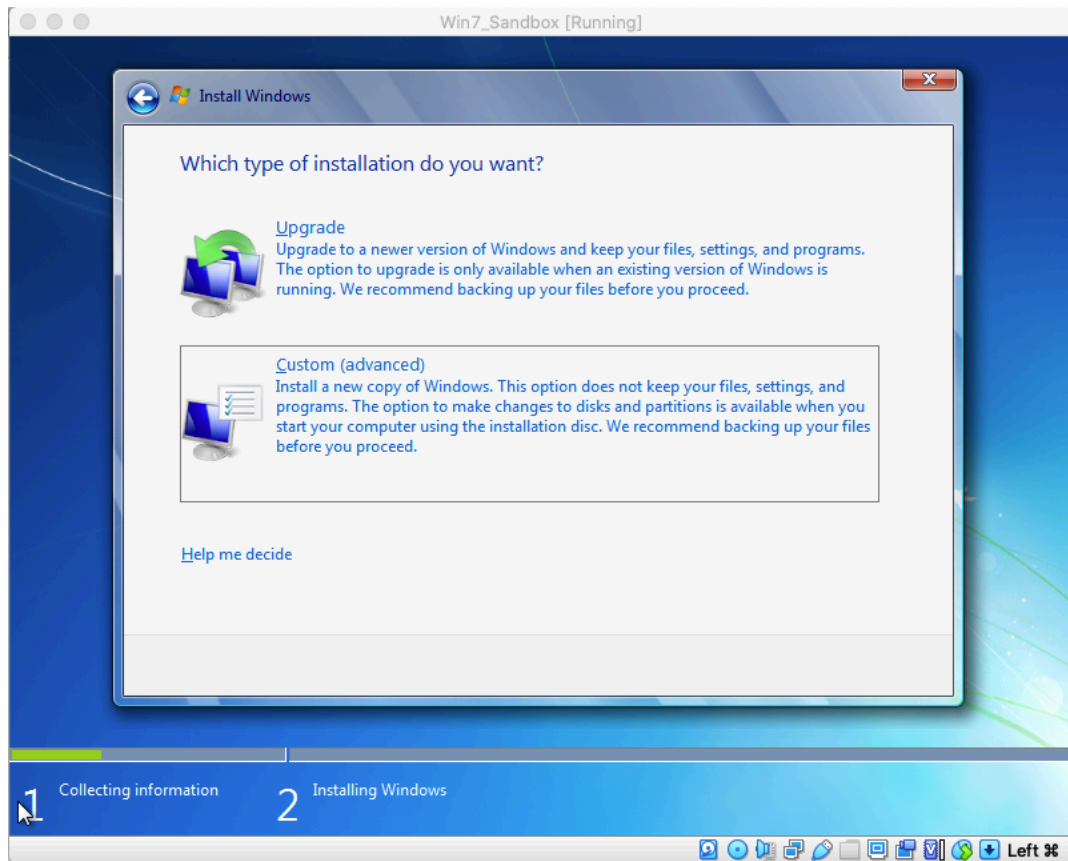 Win7_Sandbox [Running]
Install Windows
Which type of installation do you want?
Upgrade
Upgrade to a newer version of Windows and keep your files, settings, and programs.
The option to upgrade is only available when an existing version of Windows is
running. We recommend backing up your files before you proceed.
Custom (advanced)
Install a new copy of Windows. This option does not keep your files, settings, and
programs. The option to make changes to disks and partitions is available when you
start your computer using the installation disc. We recommend backing up your files
before you proceed.
Help me decide
1 Collecting information 2 Installing Windows
Left ⌘